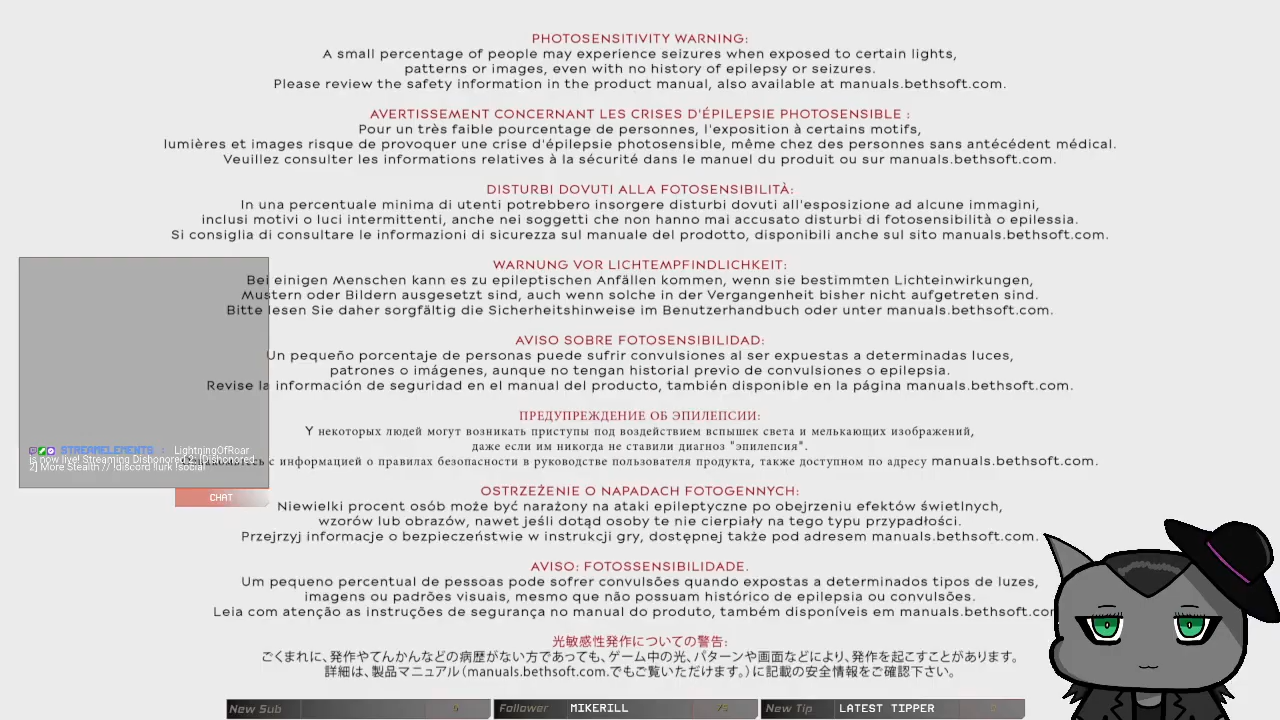 PHOTOSENSITIVITY WARNING:
A small percentage of people may experience seizures when exposed to certain lights,
patterns or images, even with no history of epilepsy or seizures.
Please review the safety information in the product manual, also available at manuals.bethsoft.com.
AVERTISSEMENT CONCERNANT LES CRISES D'ÉPILEPSIE PHOTOSENSIBLE :
Pour un très faible pourcentage de personnes, l'exposition à certains motifs,
lumières et images risque de provoquer une crise d'épilepsie photosensible, même chez des personnes sans antécédent médical.
Veuillez consulter les informations relatives à la sécurité dans le manuel du produit ou sur manuals.bethsoft.com.
DISTURBI DOVUTI ALLA FOTOSENSIBILITÀ:
In una percentuale minima di utenti potrebbero insorgere disturbi dovuti all'esposizione ad alcune immagini,
inclusi motivi o luci intermittenti, anche nei soggetti che non hanno mai accusato disturbi di fotosensibilità o epilessia.
Si consiglia di consultare le informazioni di sicurezza sul manuale del prodotto, disponibili anche sul sito manuals.bethsoft.com.
WARNUNG VOR LICHTEMPFINDLICHKEIT:
Bei einigen Menschen kann es zu epileptischen Anfällen kommen, wenn sie bestimmten Lichteinwirkungen,
Mustern oder Bildern ausgesetzt sind, auch wenn solche in der Vergangenheit bisher nicht aufgetreten sind.
Bitte lesen Sie daher sorgfältig die Sicherheitshinweise im Benutzerhandbuch oder unter manuals.bethsoft.com.
AVISO SOBRE FOTOSENSIBILIDAD:
Un pequeño porcentaje de personas puede sufrir convulsiones al ser expuestas a determinadas luces,
patrones o imágenes, aunque no tengan historial previo de convulsiones o epilepsia.
Revise la información de seguridad en el manual del producto, también disponible en la página manuals.bethsoft.com.
ПРЕДУПРЕЖДЕНИЕ ОБ ЭПИЛЕПСИИ:
У некоторых людей могут возникать приступы под воздействием вспышек света и мелькающих изображений,
даже если им никогда не ставили диагноз "эпилепсия".
с информацией о правилах безопасности в руководстве пользователя продукта, также доступном по адресу manuals.bethsoft.com.
STREAMELEMENTS : LightningOfRoar
is now live! Streaming Dishonored 2: [Dishonored
2] More Stealth // !discord !lurk !social
CHAT
OSTRZEŻENIE O NAPADACH FOTOGENNYCH:
Niewielki procent osób może być narażony na ataki epileptyczne po obejrzeniu efektów świetlnych,
wzorów lub obrazów, nawet jeśli dotąd osoby te nie cierpiały na tego typu przypadłości.
Przejrzyj informacje o bezpieczeństwie w instrukcji gry, dostępnej także pod adresem manuals.bethsoft.com.
AVISO: FOTOSSENSIBILIDADE.
Um pequeno percentual de pessoas pode sofrer convulsões quando expostas a determinados tipos de luzes,
imagens ou padrões visuais, mesmo que não possuam histórico de epilepsia ou convulsões.
Leia com atenção as instruções de segurança no manual do produto, também disponíveis em manuals.bethsoft.com
光敏感性発作についての警告:
ごくまれに、発作やてんかんなどの病歴がない方であっても、ゲーム中の光、パターンや画面などにより、発作を起こすことがあります。
詳細は、製品マニュアル（manuals.bethsoft.com.でもご覧いただけます。）に記載の安全情報をご確認下さい。
New Sub 0 Follower MIKERILL 75 New Tip LATEST TIPPER 0